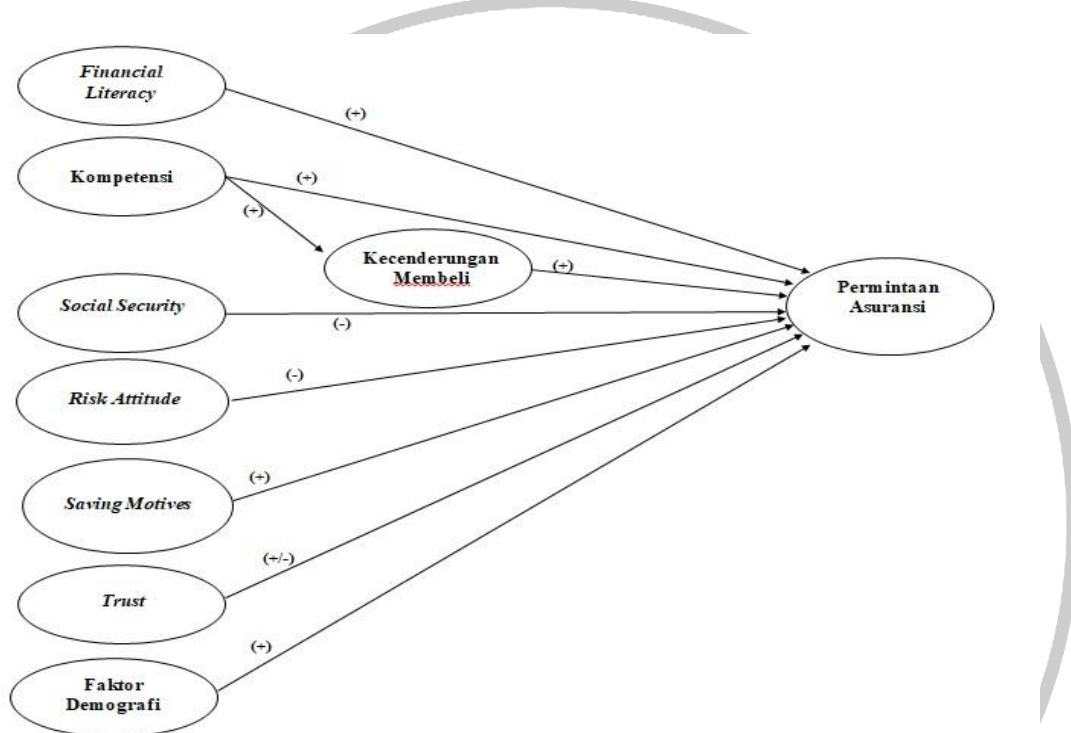 Financial
Literacy
(+)
Kompetensi
(+)
(+)
Kecenderungan
Membeli
(+)
Permintaan
Asuransi
Social Security
(-)
Risk Attitude
(-)
Saving Motives
(+)
Trust
(+/-)
Faktor
Demografi
(+)